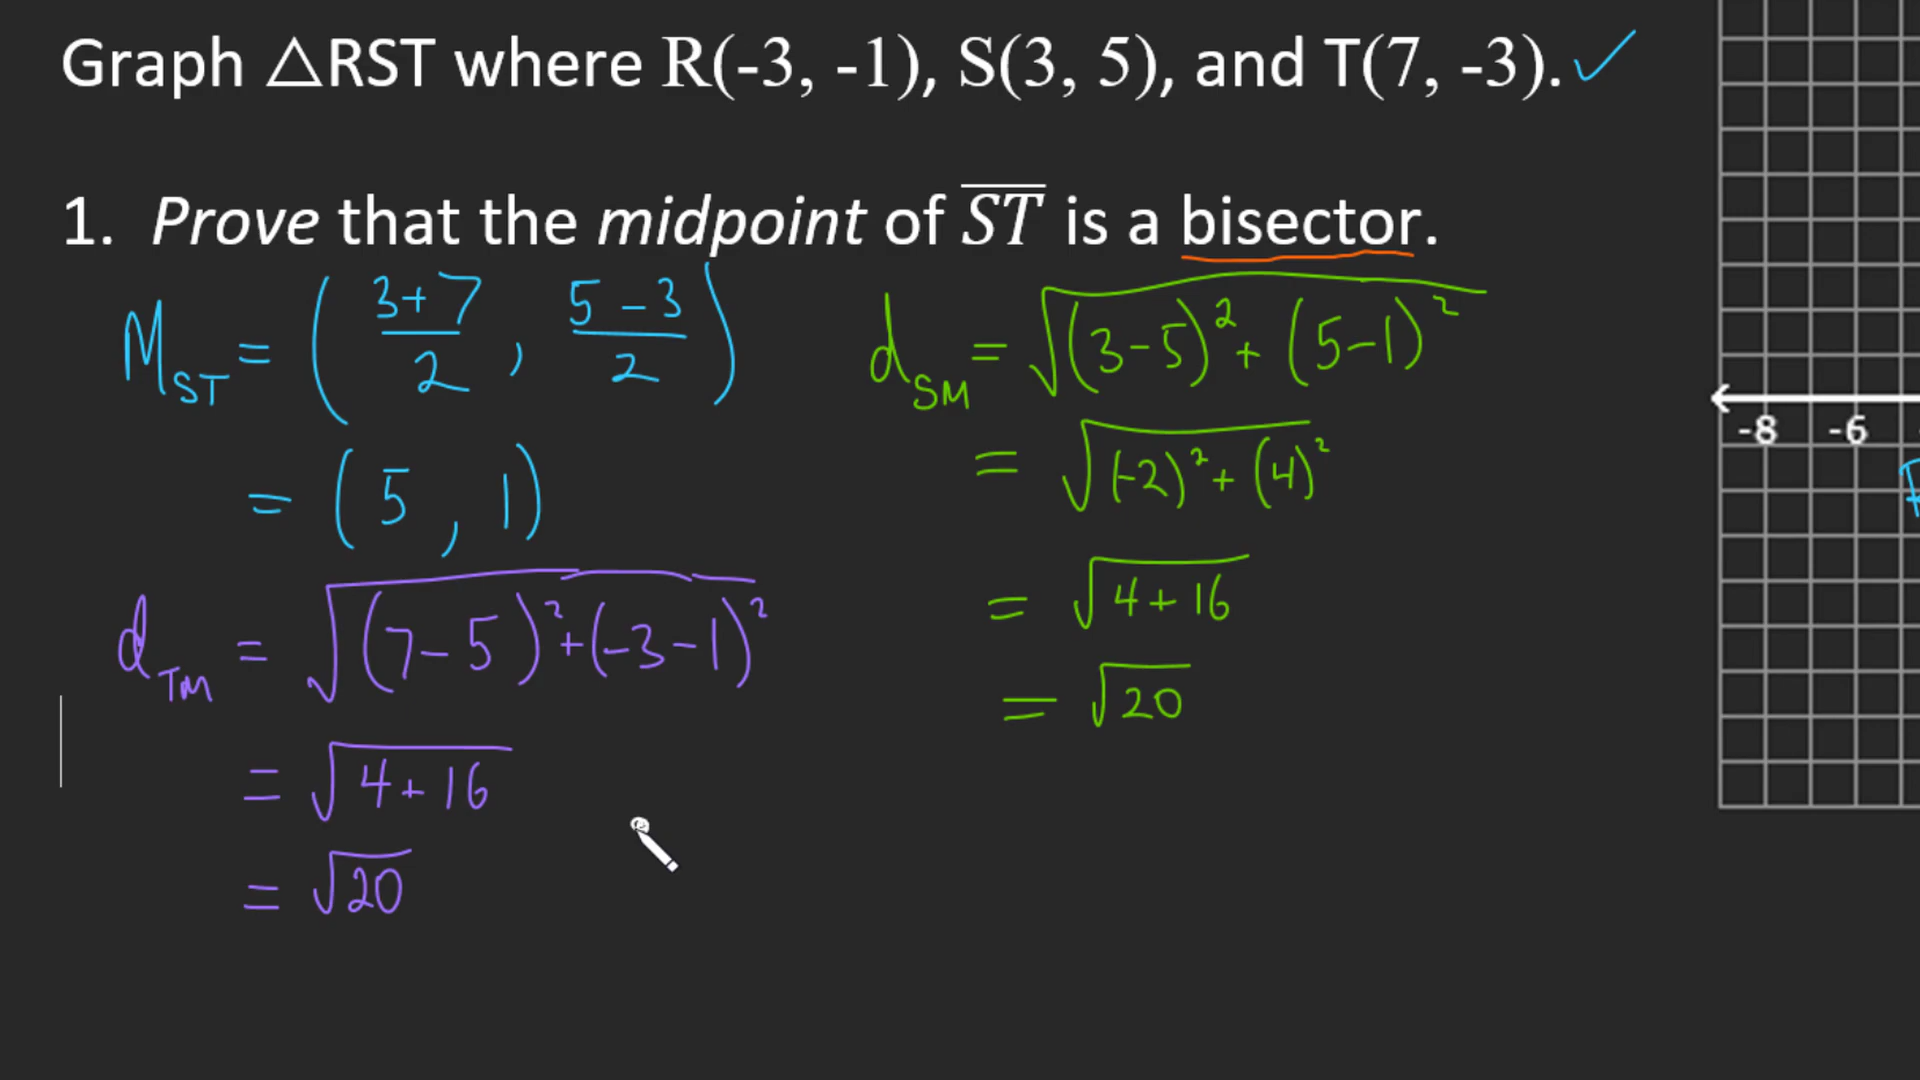 Graph △RST where R(-3, -1), S(3, 5), and T(7, -3). ✓
1. Prove that the midpoint of S̅T̅ is a bisector.
M_ST = ( (3+7)/2 , (5-3)/2 )
= (5 , 1)
d_TM = √((7-5)² + (-3-1)²)
= √(4+16)
= √20
d_SM = √((3-5)² + (5-1)²)
= √((-2)² + (4)²)
= √(4+16)
= √20
-8 -6